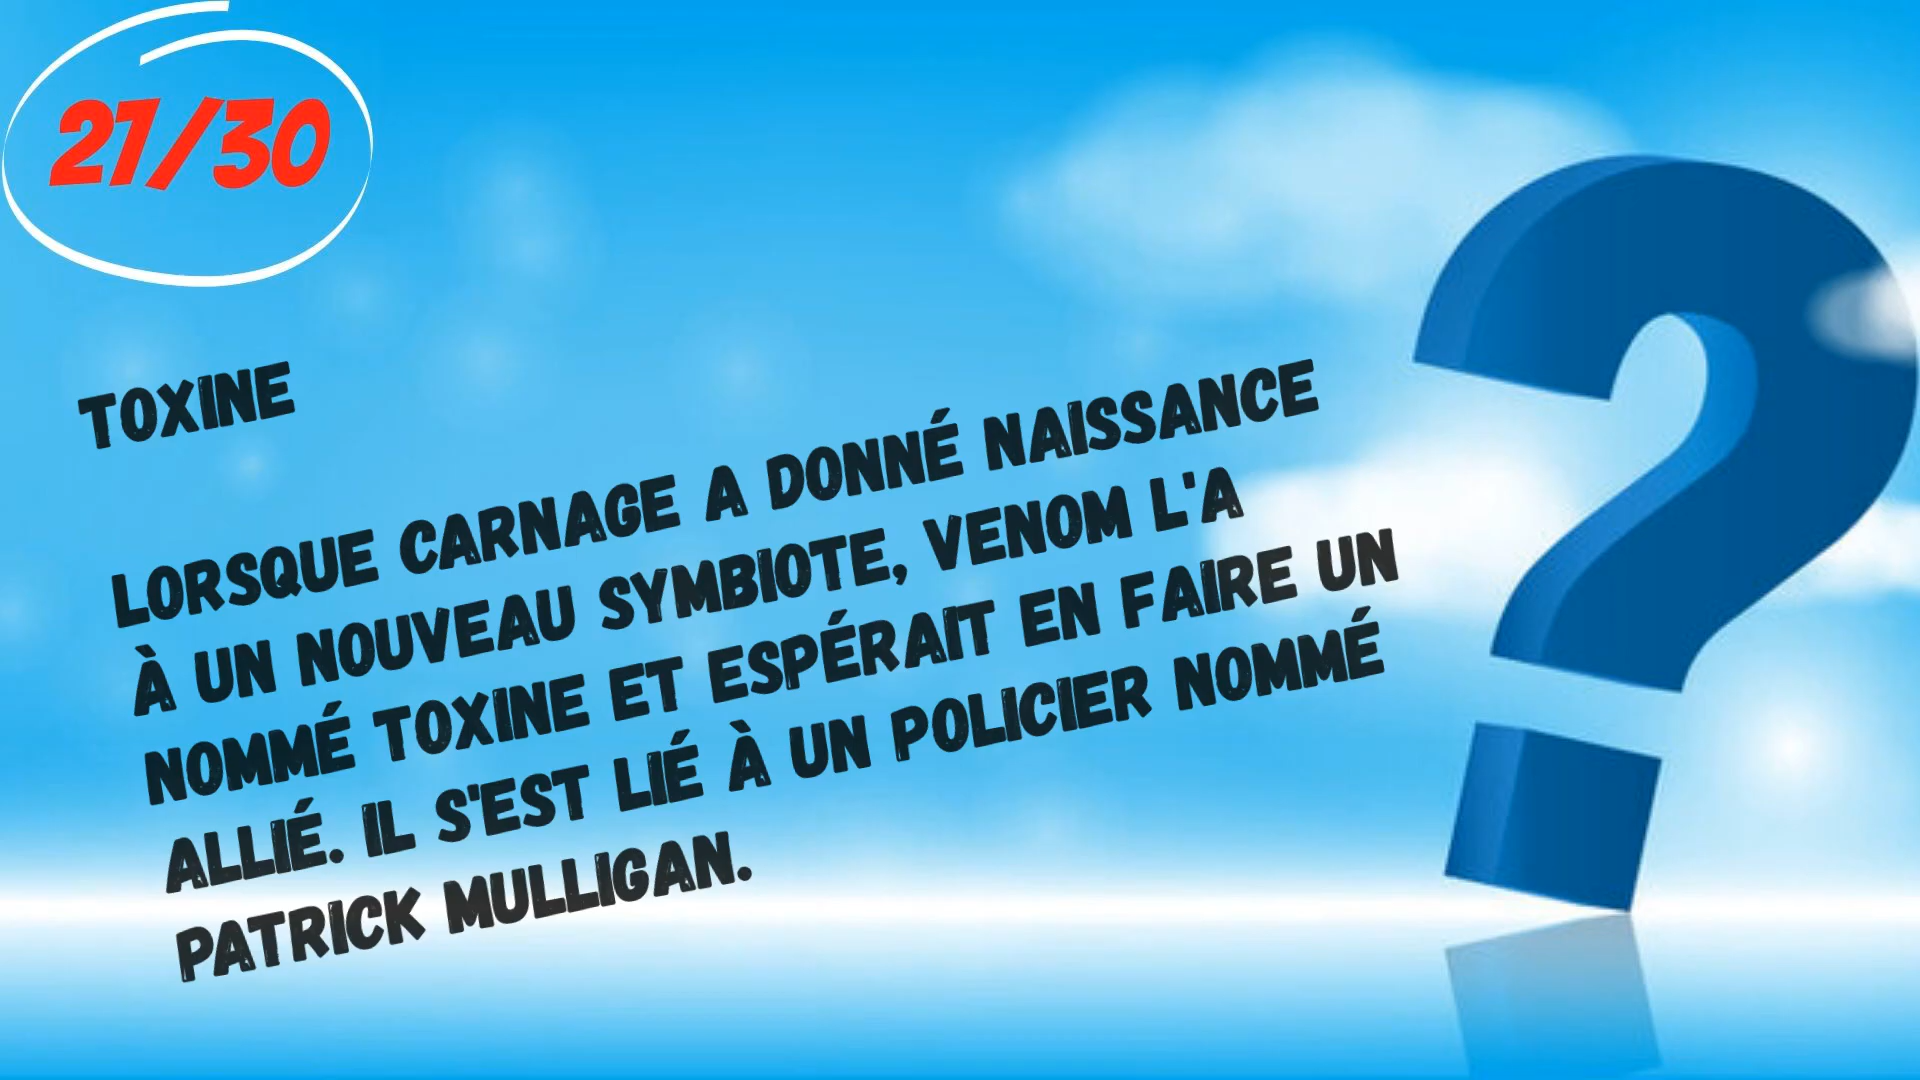 27/30
TOXINE
LORSQUE CARNAGE A DONNÉ NAISSANCE
À UN NOUVEAU SYMBIOTE, VENOM L'A
NOMMÉ TOXINE ET ESPÉRAIT EN FAIRE UN
ALLIÉ. IL S'EST LIÉ À UN POLICIER NOMMÉ
PATRICK MULLIGAN.